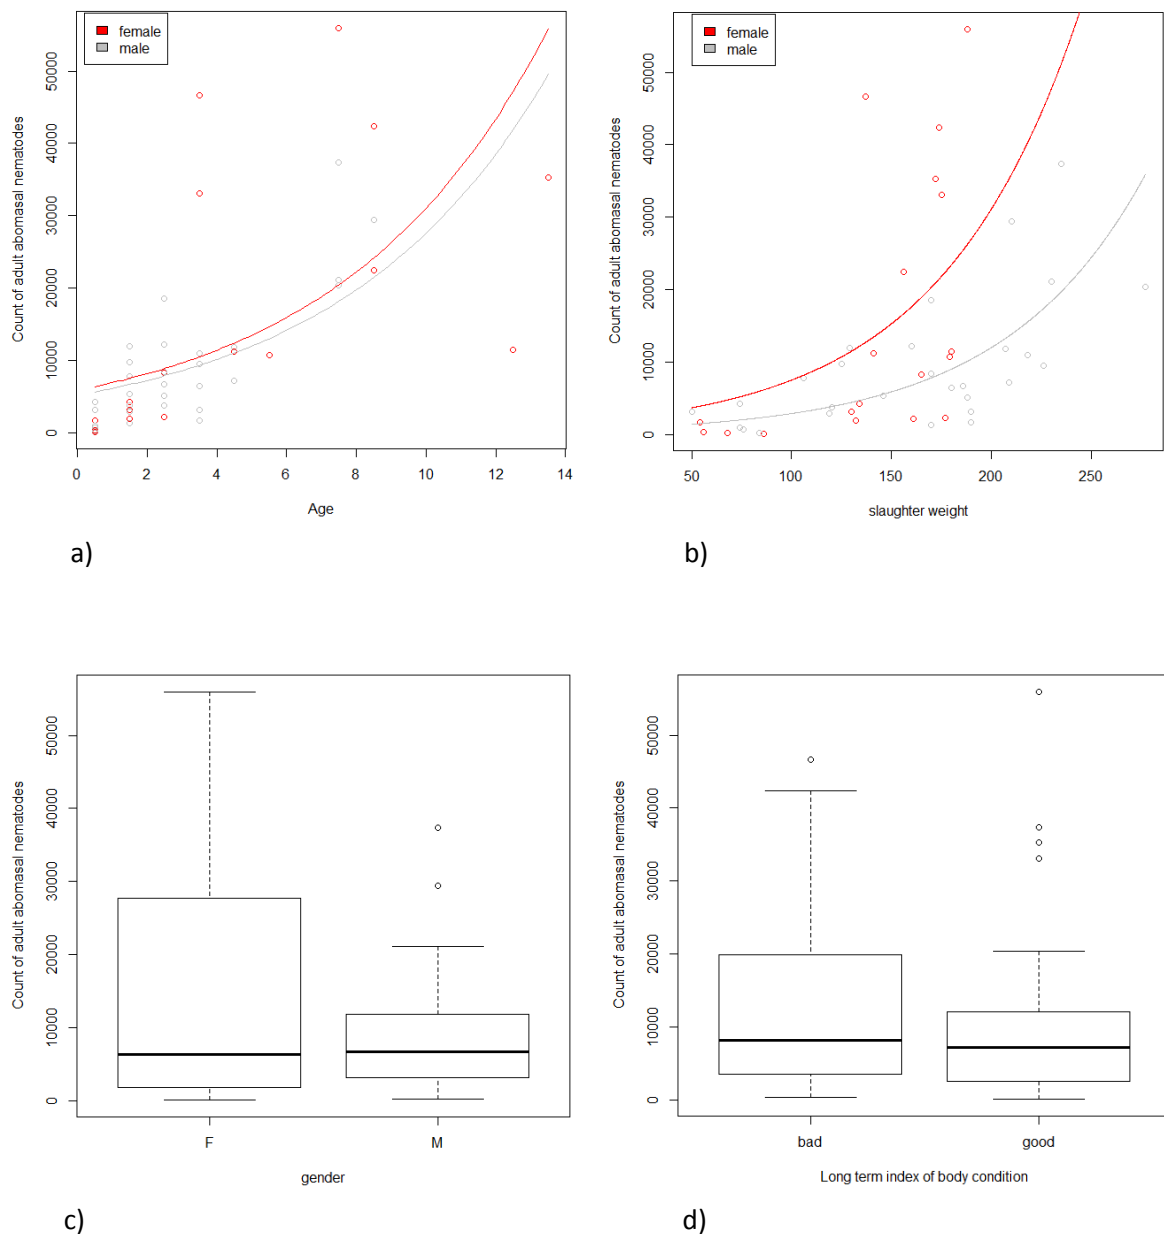 female
male
Count of adult abomasal nematodes
0
10000
20000
30000
40000
50000
0 2 4 6 8 10 12 14
Age
a)
female
male
Count of adult abomasal nematodes
0
10000
20000
30000
40000
50000
50 100 150 200 250
slaughter weight
b)
Count of adult abomasal nematodes
0
10000
20000
30000
40000
50000
F M
gender
c)
Count of adult abomasal nematodes
0
10000
20000
30000
40000
50000
bad good
Long term index of body condition
d)